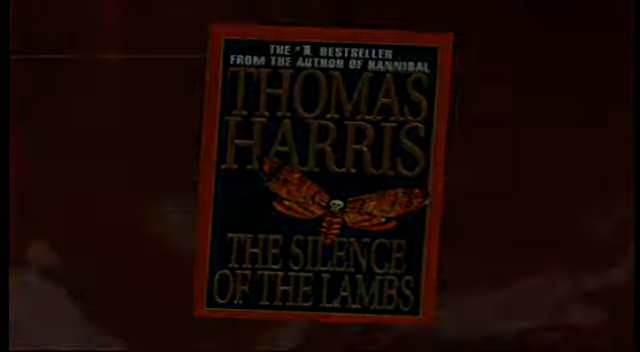 THE #1 BESTSELLER
FROM THE AUTHOR OF HANNIBAL
THOMAS
HARRIS
THE SILENCE
OF THE LAMBS